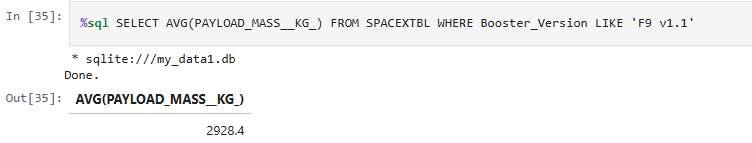 In [35]: %sql SELECT AVG(PAYLOAD_MASS__KG_) FROM SPACEXTBL WHERE Booster_Version LIKE 'F9 v1.1'
* sqlite:///my_data1.db
Done.
Out[35]: AVG(PAYLOAD_MASS__KG_)
2928.4